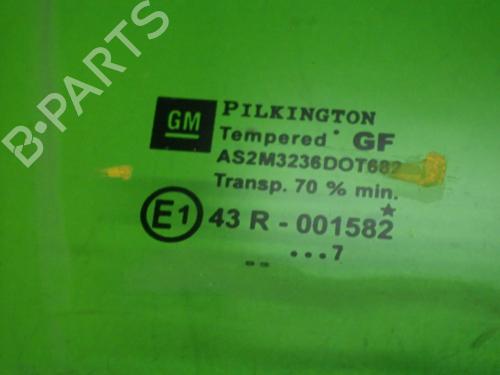 B-PARTS
GM
PILKINGTON
Tempered GF
AS2M3236DOT682
Transp. 70 % min.
E1 43 R - 001582
...7